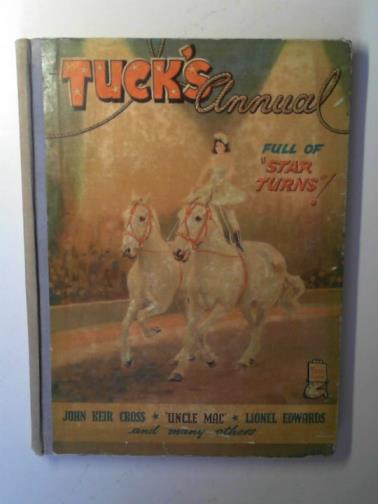 TUCK'S Annual
FULL OF
"STAR
TURNS"!
JOHN KEIR CROSS ★ 'UNCLE MAC' ★ LIONEL EDWARDS
and many others